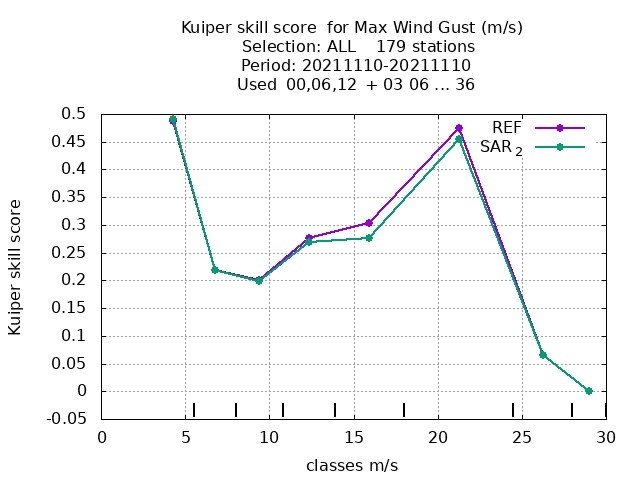 Kuiper skill score  for Max Wind Gust (m/s)
Selection: ALL    179 stations
Period: 20211110-20211110
Used  00,06,12  + 03 06 ... 36
REF
SAR 2
0.5
0.45
0.4
0.35
0.3
0.25
0.2
0.15
0.1
0.05
0
-0.05
Kuiper skill score
0 5 10 15 20 25 30
classes m/s